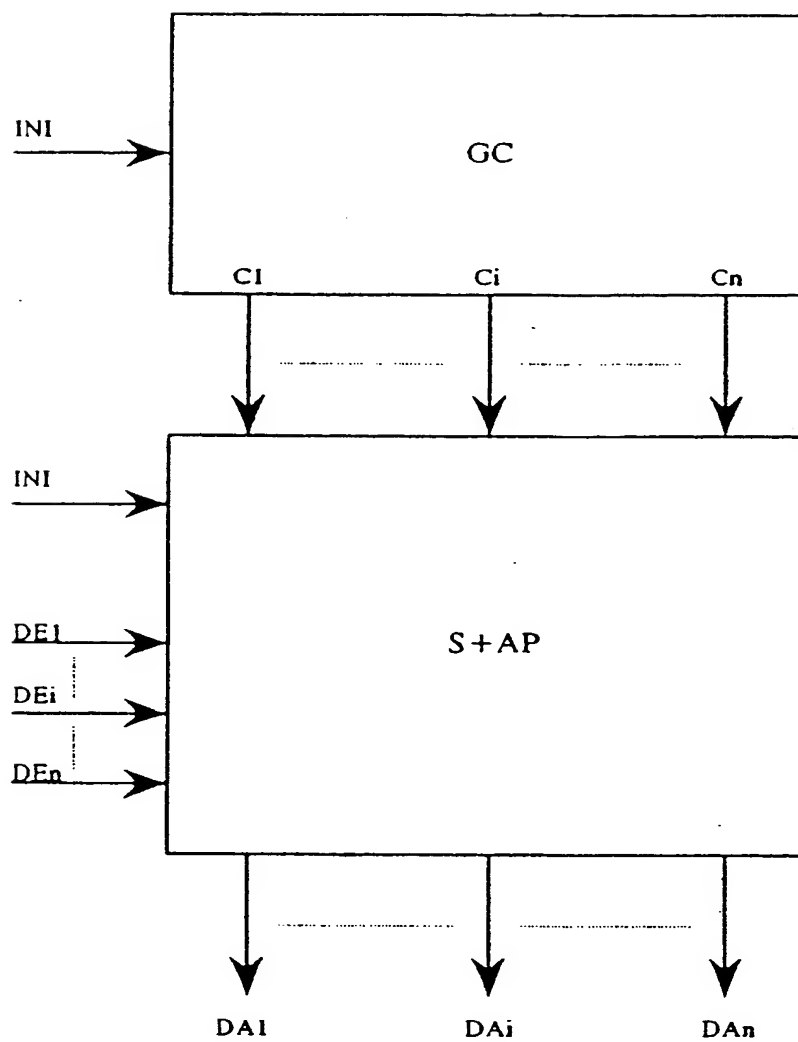 INI
GC
C1 Ci Cn
INI
S+AP
DE1
DEi
DEn
DA1 DAi DAn